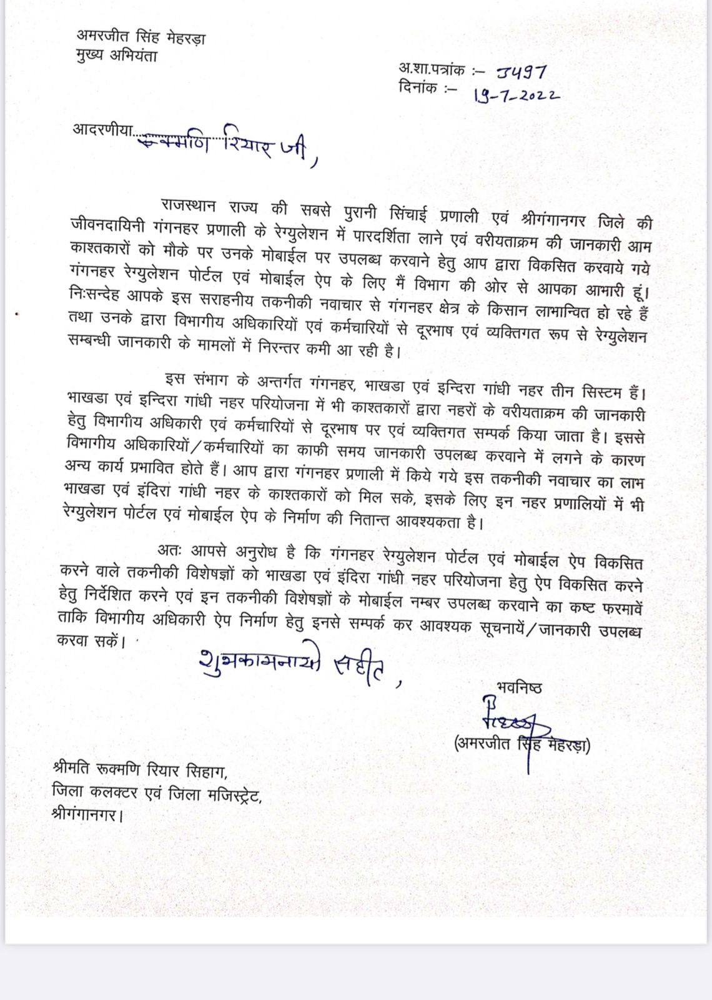 अमरजीत सिंह मेहरड़ा
मुख्य अभियंता
अ.शा.पत्रांक :– 3497
दिनांक :– 19-7-2022
आदरणीया रूक्मणि रियार जी,
राजस्थान राज्य की सबसे पुरानी सिंचाई प्रणाली एवं श्रीगंगानगर जिले की
जीवनदायिनी गंगनहर प्रणाली के रेग्युलेशन में पारदर्शिता लाने एवं वरीयताक्रम की जानकारी आम
काश्तकारों को मौके पर उनके मोबाईल पर उपलब्ध करवाने हेतु आप द्वारा विकसित करवाये गये
गंगनहर रेग्युलेशन पोर्टल एवं मोबाईल ऐप के लिए मैं विभाग की ओर से आपका आभारी हूं।
निःसन्देह आपके इस सराहनीय तकनीकी नवाचार से गंगनहर क्षेत्र के किसान लाभान्वित हो रहे हैं
तथा उनके द्वारा विभागीय अधिकारियों एवं कर्मचारियों से दूरभाष एवं व्यक्तिगत रूप से रेग्युलेशन
सम्बन्धी जानकारी के मामलों में निरन्तर कमी आ रही है।
इस संभाग के अन्तर्गत गंगनहर, भाखडा एवं इन्दिरा गांधी नहर तीन सिस्टम हैं।
भाखडा एवं इन्दिरा गांधी नहर परियोजना में भी काश्तकारों द्वारा नहरों के वरीयताक्रम की जानकारी
हेतु विभागीय अधिकारी एवं कर्मचारियों से दूरभाष पर एवं व्यक्तिगत सम्पर्क किया जाता है। इससे
विभागीय अधिकारियों/कर्मचारियों का काफी समय जानकारी उपलब्ध करवाने में लगने के कारण
अन्य कार्य प्रभावित होते हैं। आप द्वारा गंगनहर प्रणाली में किये गये इस तकनीकी नवाचार का लाभ
भाखडा एवं इंदिरा गांधी नहर के काश्तकारों को मिल सके, इसके लिए इन नहर प्रणालियों में भी
रेग्युलेशन पोर्टल एवं मोबाईल ऐप के निर्माण की नितान्त आवश्यकता है।
अतः आपसे अनुरोध है कि गंगनहर रेग्युलेशन पोर्टल एवं मोबाईल ऐप विकसित
करने वाले तकनीकी विशेषज्ञों को भाखडा एवं इंदिरा गांधी नहर परियोजना हेतु ऐप विकसित करने
हेतु निर्देशित करने एवं इन तकनीकी विशेषज्ञों के मोबाईल नम्बर उपलब्ध करवाने का कष्ट फरमावें
ताकि विभागीय अधिकारी ऐप निर्माण हेतु इनसे सम्पर्क कर आवश्यक सूचनायें/जानकारी उपलब्ध
करवा सकें।
शुभकामनायो सहीत,
भवनिष्ठ
(अमरजीत सिंह मेहरड़ा)
श्रीमति रूक्मणि रियार सिहाग,
जिला कलक्टर एवं जिला मजिस्ट्रेट,
श्रीगंगानगर।